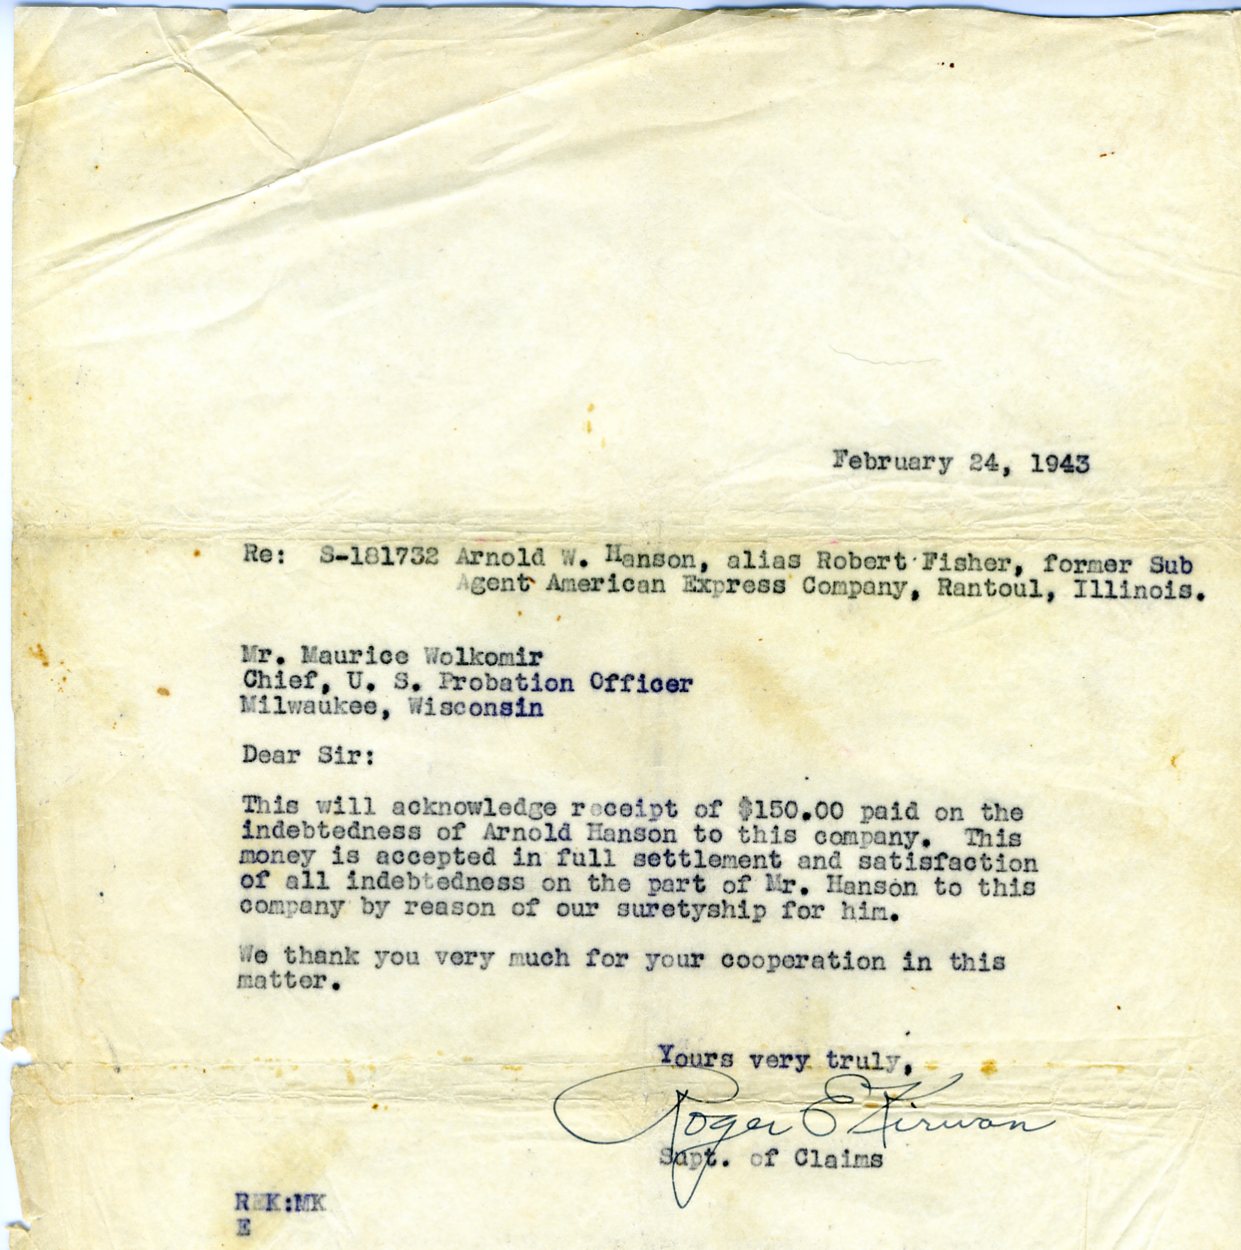 February 24, 1943
Re: S-181732 Arnold W. Hanson, alias Robert Fisher, former Sub
Agent American Express Company, Rantoul, Illinois.
Mr. Maurice Wolkomir
Chief, U. S. Probation Officer
Milwaukee, Wisconsin
Dear Sir:
This will acknowledge receipt of $150.00 paid on the
indebtedness of Arnold Hanson to this company. This
money is accepted in full settlement and satisfaction
of all indebtedness on the part of Mr. Hanson to this
company by reason of our suretyship for him.
We thank you very much for your cooperation in this
matter.
Yours very truly,
Roger E Kirwan
Supt. of Claims
REK:MK
E